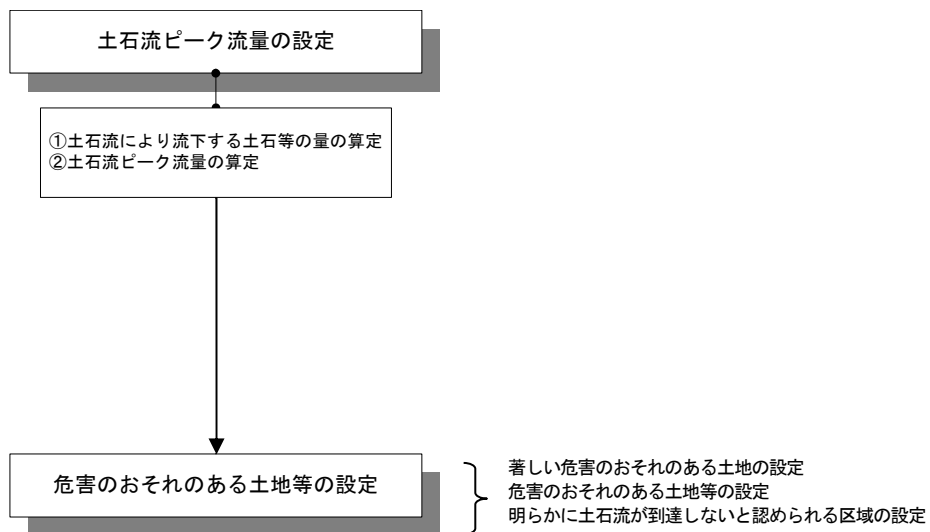 土石流ピーク流量の設定
①土石流により流下する土石等の量の算定
②土石流ピーク流量の算定
危害のおそれのある土地等の設定
著しい危害のおそれのある土地の設定
危害のおそれのある土地等の設定
明らかに土石流が到達しないと認められる区域の設定